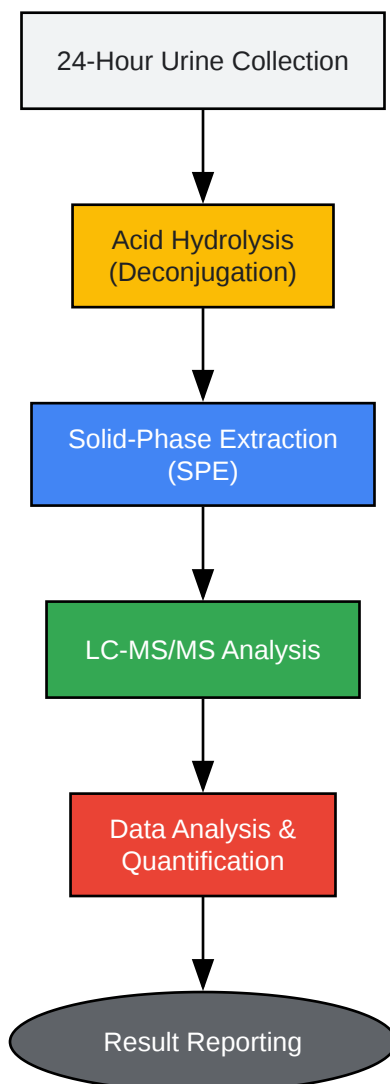 24-Hour Urine Collection
Acid Hydrolysis
(Deconjugation)
Solid-Phase Extraction
(SPE)
LC-MS/MS Analysis
Data Analysis &
Quantification
Result Reporting